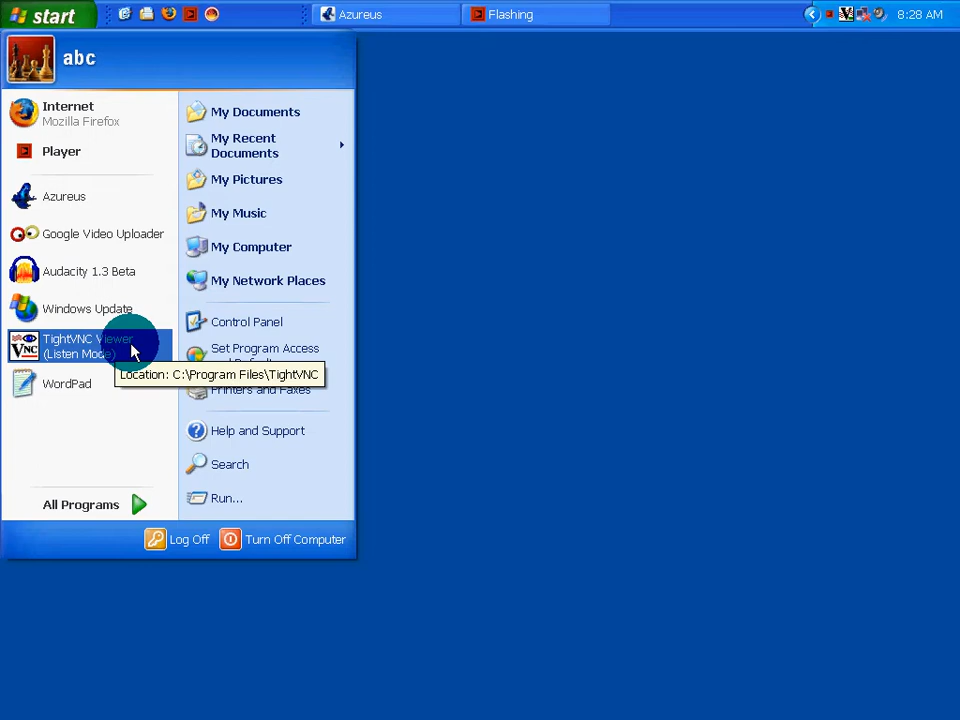 start
Azureus
Flashing
8:28 AM
abc
Internet
Mozilla Firefox
Player
Azureus
Google Video Uploader
Audacity 1.3 Beta
Windows Update
TightVNC Viewer
(Listen Mode)
VNC
Location: C:\Program Files\TightVNC
WordPad
All Programs
My Documents
My Recent
Documents
My Pictures
My Music
My Computer
My Network Places
Control Panel
Set Program Access
Printers and Faxes
Help and Support
Search
Run...
Log Off
Turn Off Computer